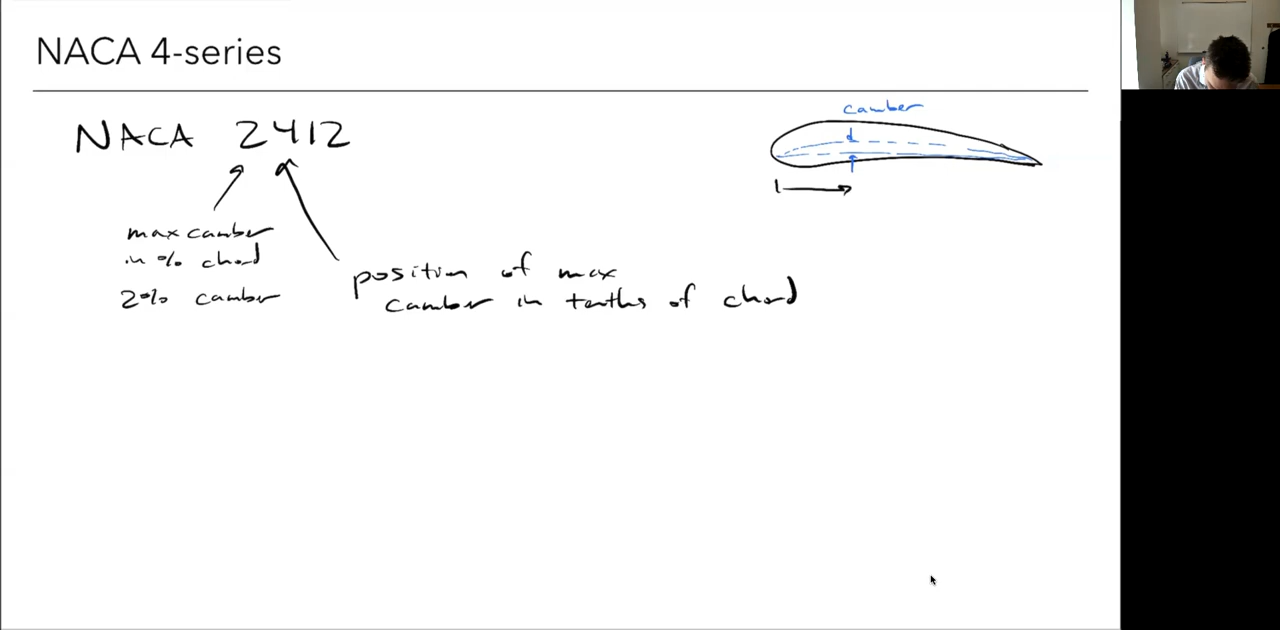 NACA 4-series
NACA 2412
camber
max camber
in % chord
2% camber
position of max
camber in tenths of chord